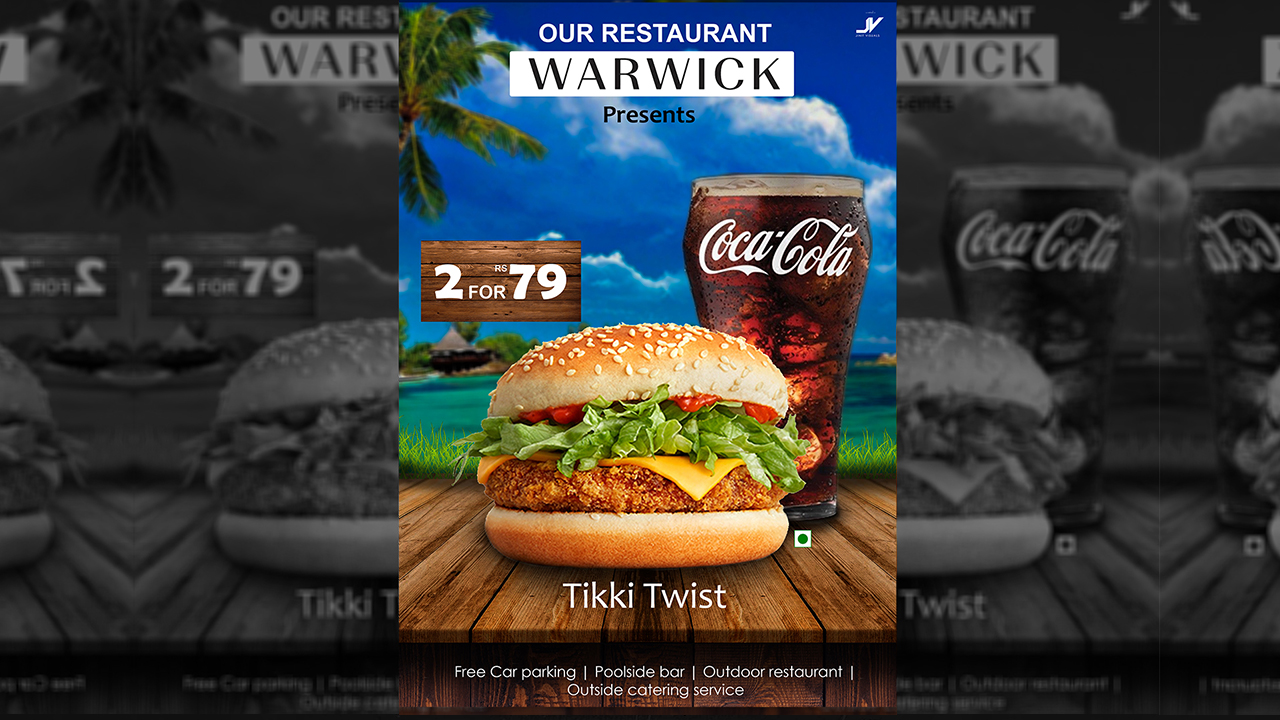 OUR RESTAURANT
WARWICK
Presents
Coca-Cola
2 FOR RS 79
Tikki Twist
Free Car parking | Poolside bar | Outdoor restaurant |
Outside catering service